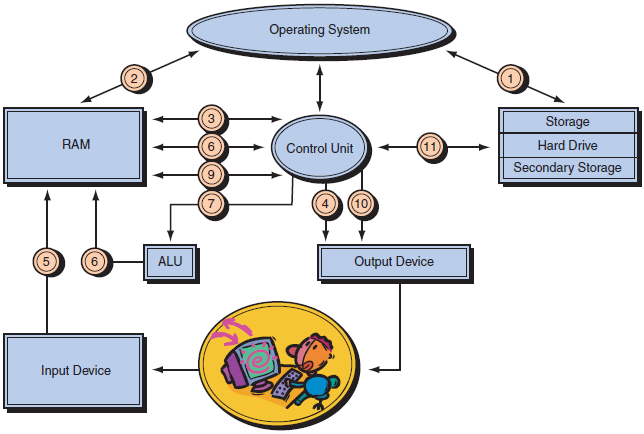 Operating System
2
1
RAM
3
6
9
7
Control Unit
11
Storage
Hard Drive
Secondary Storage
4
10
5
6
ALU
Output Device
Input Device